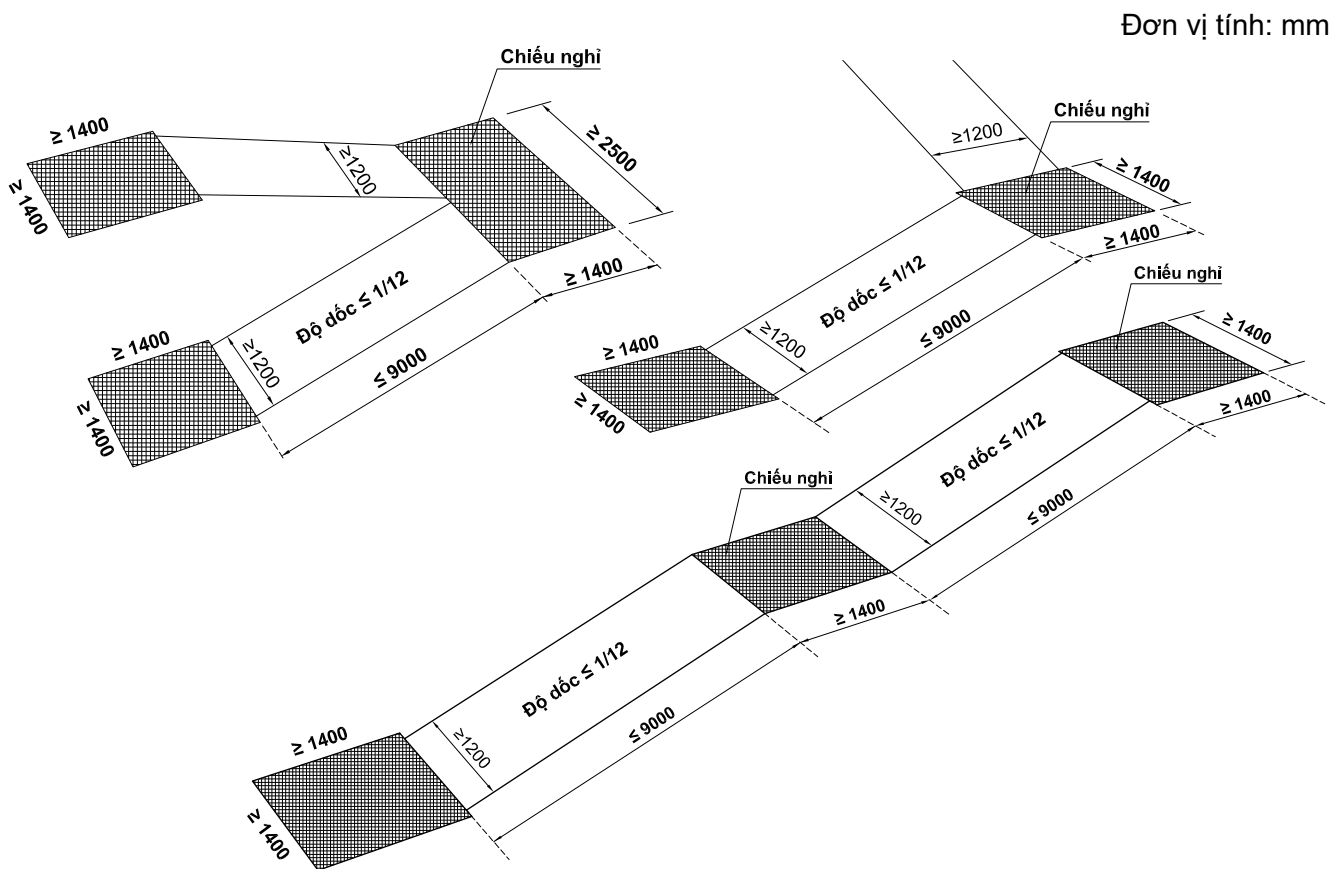 Đơn vị tính: mm
Chiếu nghỉ
≥ 1400
≥ 1400
≥1200
≥ 2500
≥ 1400
Độ dốc ≤ 1/12
≥ 1400
≥ 1400
≥1200
≤ 9000
Chiếu nghỉ
≥1200
≥ 1400
≥ 1400
Độ dốc ≤ 1/12
≥1200
≤ 9000
≥ 1400
≥ 1400
Chiếu nghỉ
≥ 1400
≥ 1400
Độ dốc ≤ 1/12
≥1200
≤ 9000
Chiếu nghỉ
≥ 1400
Độ dốc ≤ 1/12
≥1200
≤ 9000
≥ 1400
≥ 1400